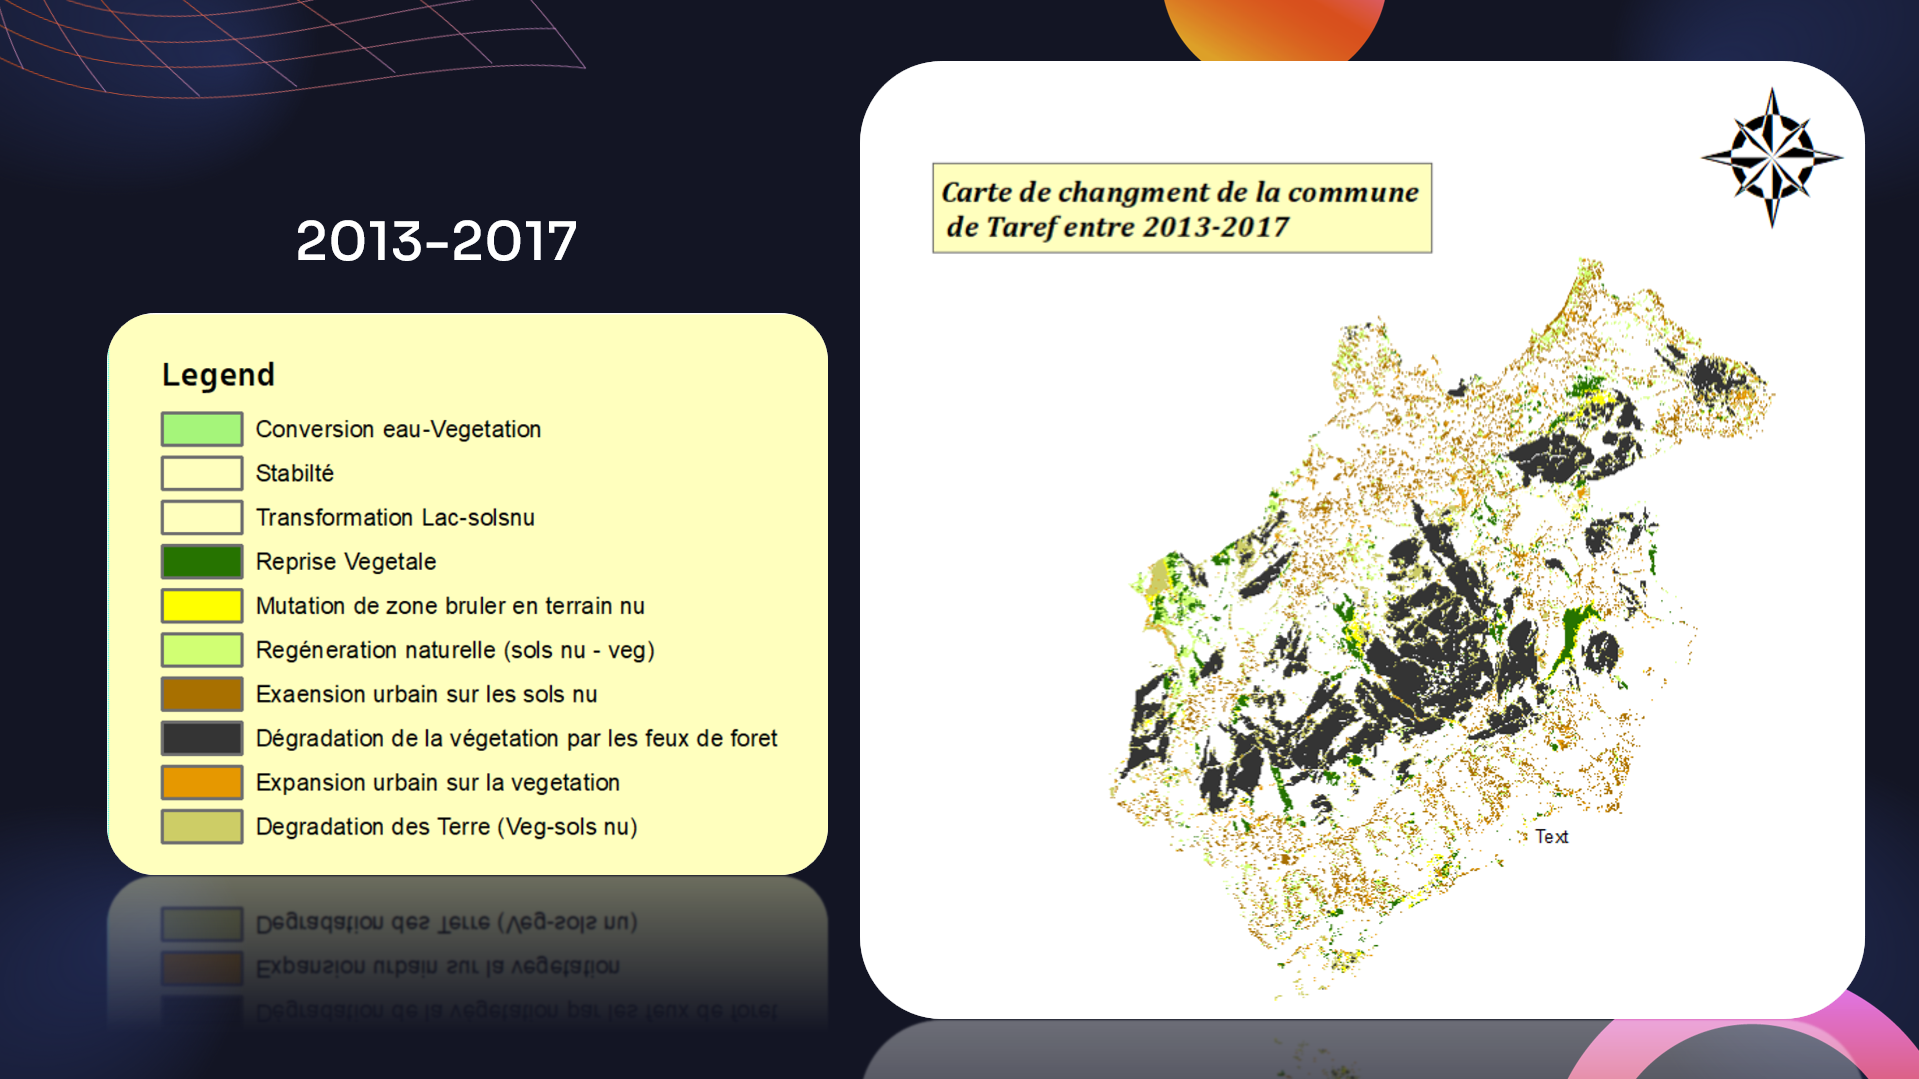 2013-2017
Legend
Conversion eau-Vegetation
Stabilté
Transformation Lac-solsnu
Reprise Vegetale
Mutation de zone bruler en terrain nu
Regéneration naturelle (sols nu - veg)
Exaension urbain sur les sols nu
Dégradation de la végetation par les feux de foret
Expansion urbain sur la vegetation
Degradation des Terre (Veg-sols nu)
Carte de changment de la commune
de Taref entre 2013-2017
Text